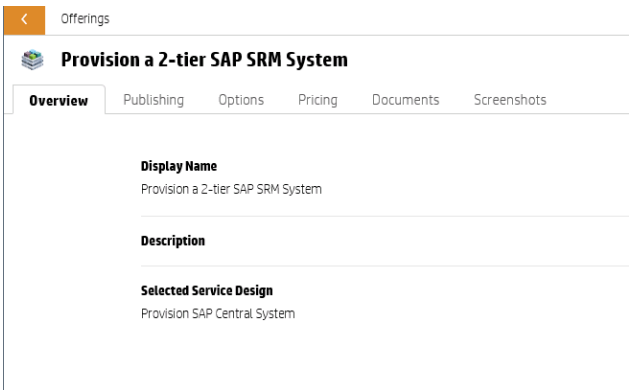 Offerings
Provision a 2-tier SAP SRM System
Overview Publishing Options Pricing Documents Screenshots
Display Name
Provision a 2-tier SAP SRM System
Description
Selected Service Design
Provision SAP Central System